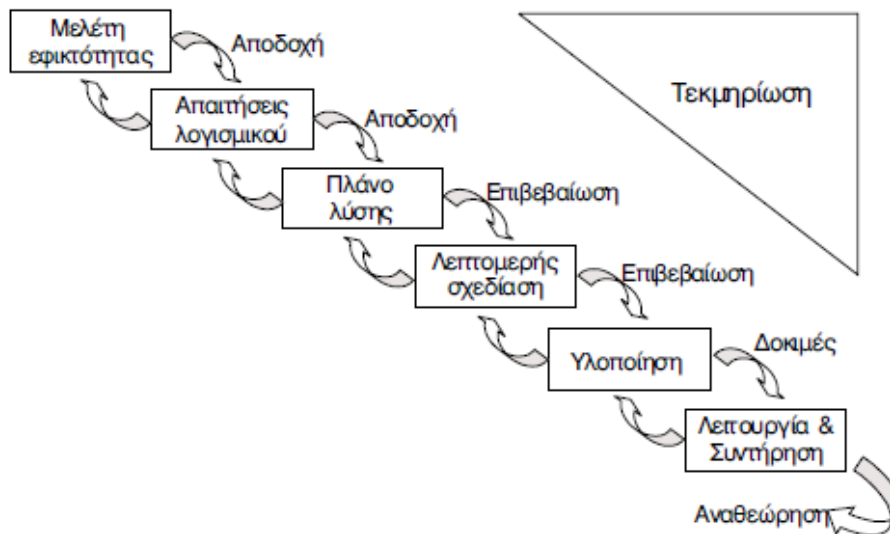 Μελέτη
εφικτότητας
Αποδοχή
Τεκμηρίωση
Απαιτήσεις
λογισμικού
Αποδοχή
Πλάνο
λύσης
Επιβεβαίωση
Λεπτομερής
σχεδίαση
Επιβεβαίωση
Υλοποίηση
Δοκιμές
Λειτουργία &
Συντήρηση
Αναθεώρηση